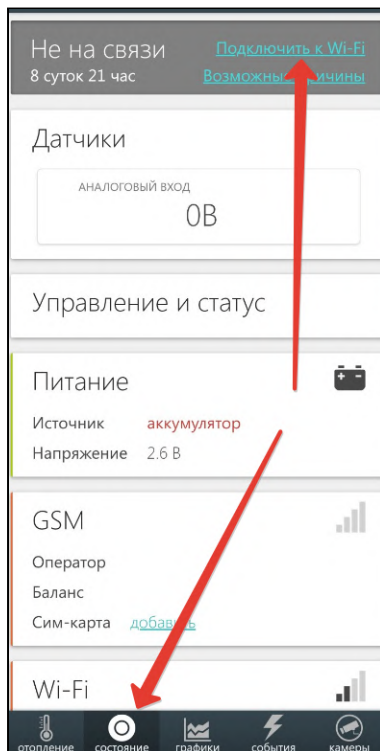 Не на связи Подключить к Wi-Fi
8 суток 21 час Возможные причины
Датчики
АНАЛОГОВЫЙ ВХОД
0В
Управление и статус
Питание
Источник аккумулятор
Напряжение 2.6 В
GSM
Оператор
Баланс
Сим-карта добавить
Wi-Fi
отопление состояние графики события камеры